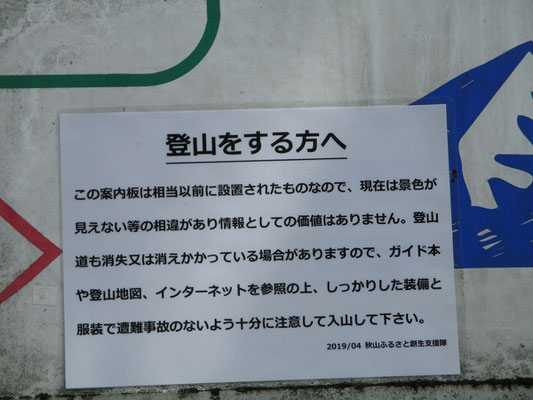 登山をする方へ
この案内板は相当以前に設置されたものなので、現在は景色が
見えない等の相違があり情報としての価値はありません。登山
道も消失又は消えかかっている場合がありますので、ガイド本
や登山地図、インターネットを参照の上、しっかりした装備と
服装で遭難事故のないよう十分に注意して入山して下さい。
2019/04 秋山ふるさと創生支援隊